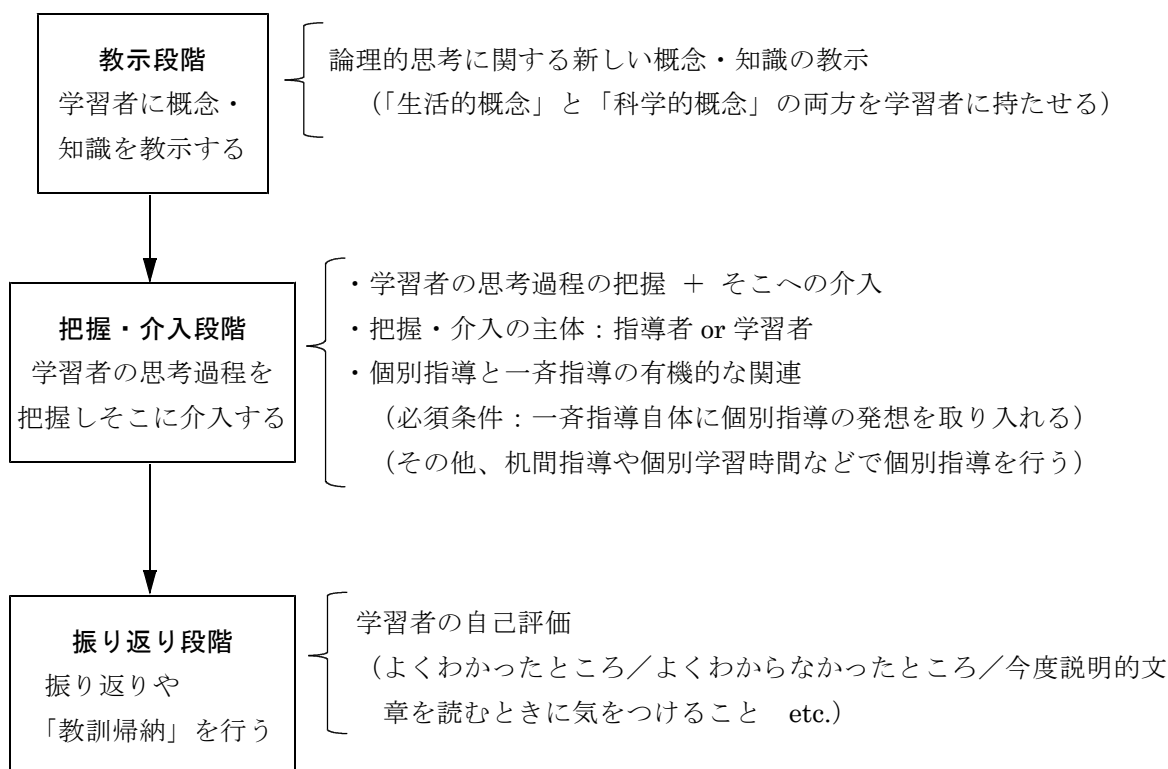 教示段階
学習者に概念・
知識を教示する
論理的思考に関する新しい概念・知識の教示
（「生活的概念」と「科学的概念」の両方を学習者に持たせる）
把握・介入段階
学習者の思考過程を
把握しそこに介入する
・学習者の思考過程の把握 ＋ そこへの介入
・把握・介入の主体：指導者 or 学習者
・個別指導と一斉指導の有機的な関連
（必須条件：一斉指導自体に個別指導の発想を取り入れる）
（その他、机間指導や個別学習時間などで個別指導を行う）
振り返り段階
振り返りや
「教訓帰納」を行う
学習者の自己評価
（よくわかったところ／よくわからなかったところ／今度説明的文
章を読むときに気をつけること　etc.）